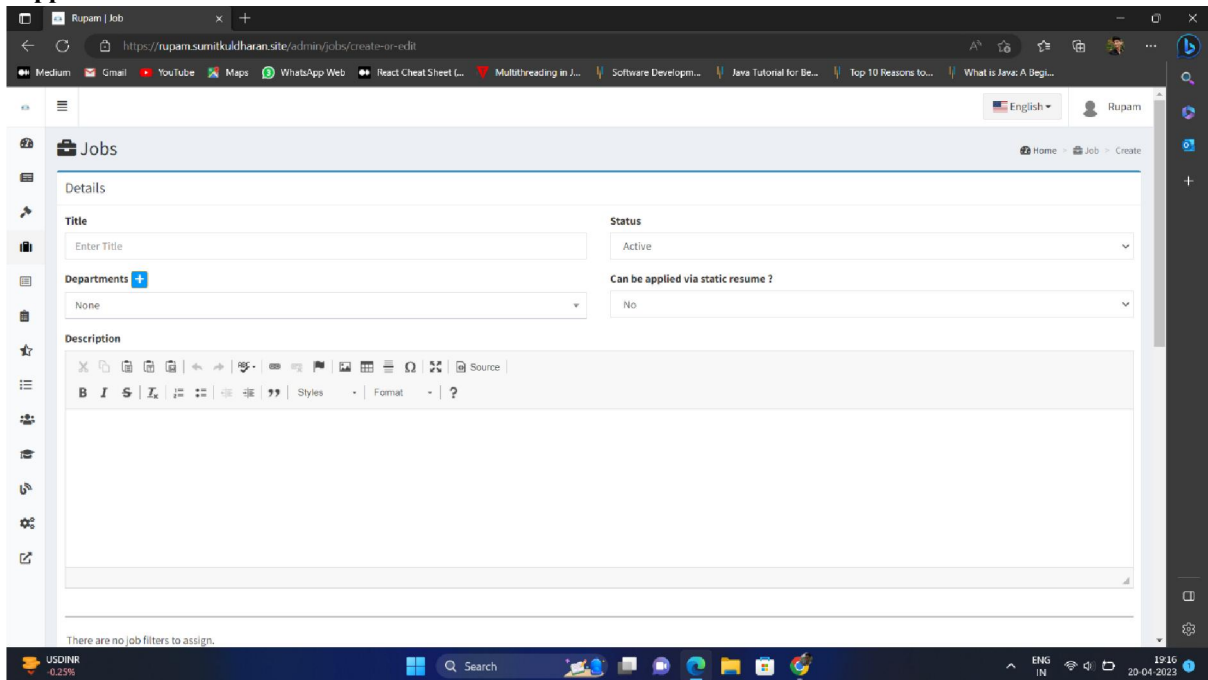 Rupam | Job
https://rupam.sumitkuldharan.site/admin/jobs/create-or-edit
Medium Gmail YouTube Maps WhatsApp Web React Cheat Sheet (... Multithreading in J... Software Developm... Java Tutorial for Be... Top 10 Reasons to... What is Java: A Begi...
English Rupam
Jobs Home > Job > Create
Details
Title Status
Enter Title Active
Departments + Can be applied via static resume ?
None No
Description
Source
B I S Styles Format ?
There are no job filters to assign.
USDINR
-0.25%
Search
ENG
IN
19:16
20-04-2023